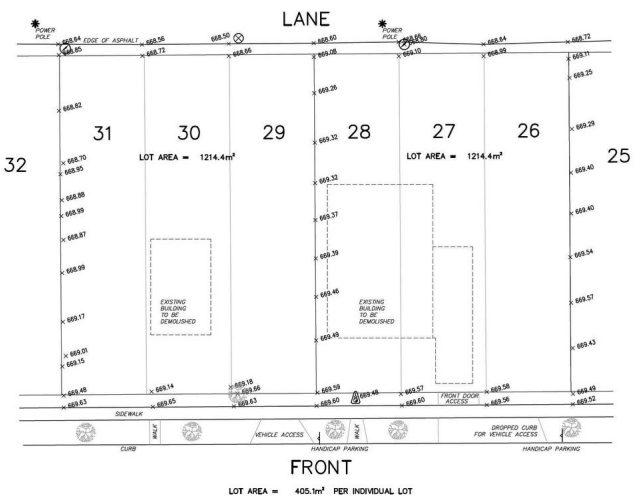 LANE
POWER
POLE
668.64
EDGE OF ASPHALT
668.56
668.50
668.60
POWER
POLE
668.64
668.72
668.85
668.72
668.66
669.08
669.10
668.99
669.11
669.25
668.82
669.26
31
30
29
28
27
26
669.32
669.29
32
LOT AREA = 1214.4m²
LOT AREA = 1214.4m²
25
668.70
668.95
669.40
668.88
669.32
668.99
669.40
669.37
668.87
669.39
669.54
668.99
669.46
669.57
EXISTING
BUILDING
TO BE
DEMOLISHED
EXISTING
BUILDING
TO BE
DEMOLISHED
669.17
669.49
669.43
669.01
669.15
669.48
669.14
669.18
669.66
669.59
669.48
669.57
FRONT DOOR
ACCESS
669.58
669.49
669.63
669.65
669.63
669.60
669.60
669.56
669.52
SIDEWALK
WALK
VEHICLE ACCESS
WALK
DROPPED CURB
FOR VEHICLE ACCESS
CURB
HANDICAP PARKING
HANDICAP PARKING
FRONT
LOT AREA = 405.1m² PER INDIVIDUAL LOT